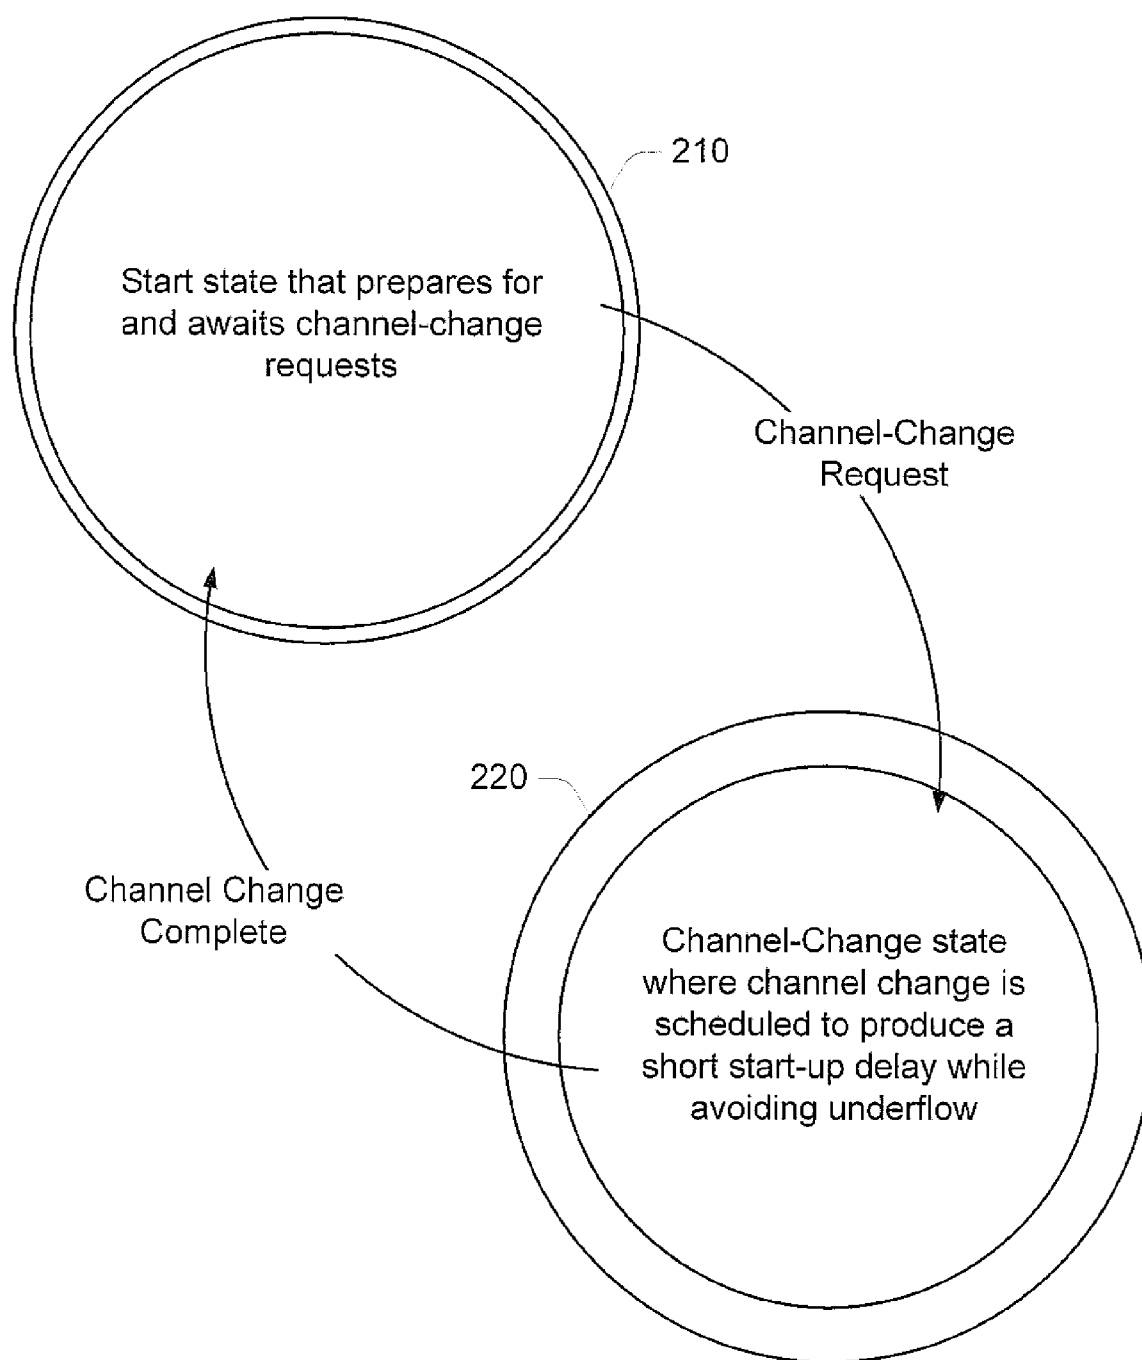 210
Start state that prepares for
and awaits channel-change
requests
Channel-Change
Request
220
Channel Change
Complete
Channel-Change state
where channel change is
scheduled to produce a
short start-up delay while
avoiding underflow